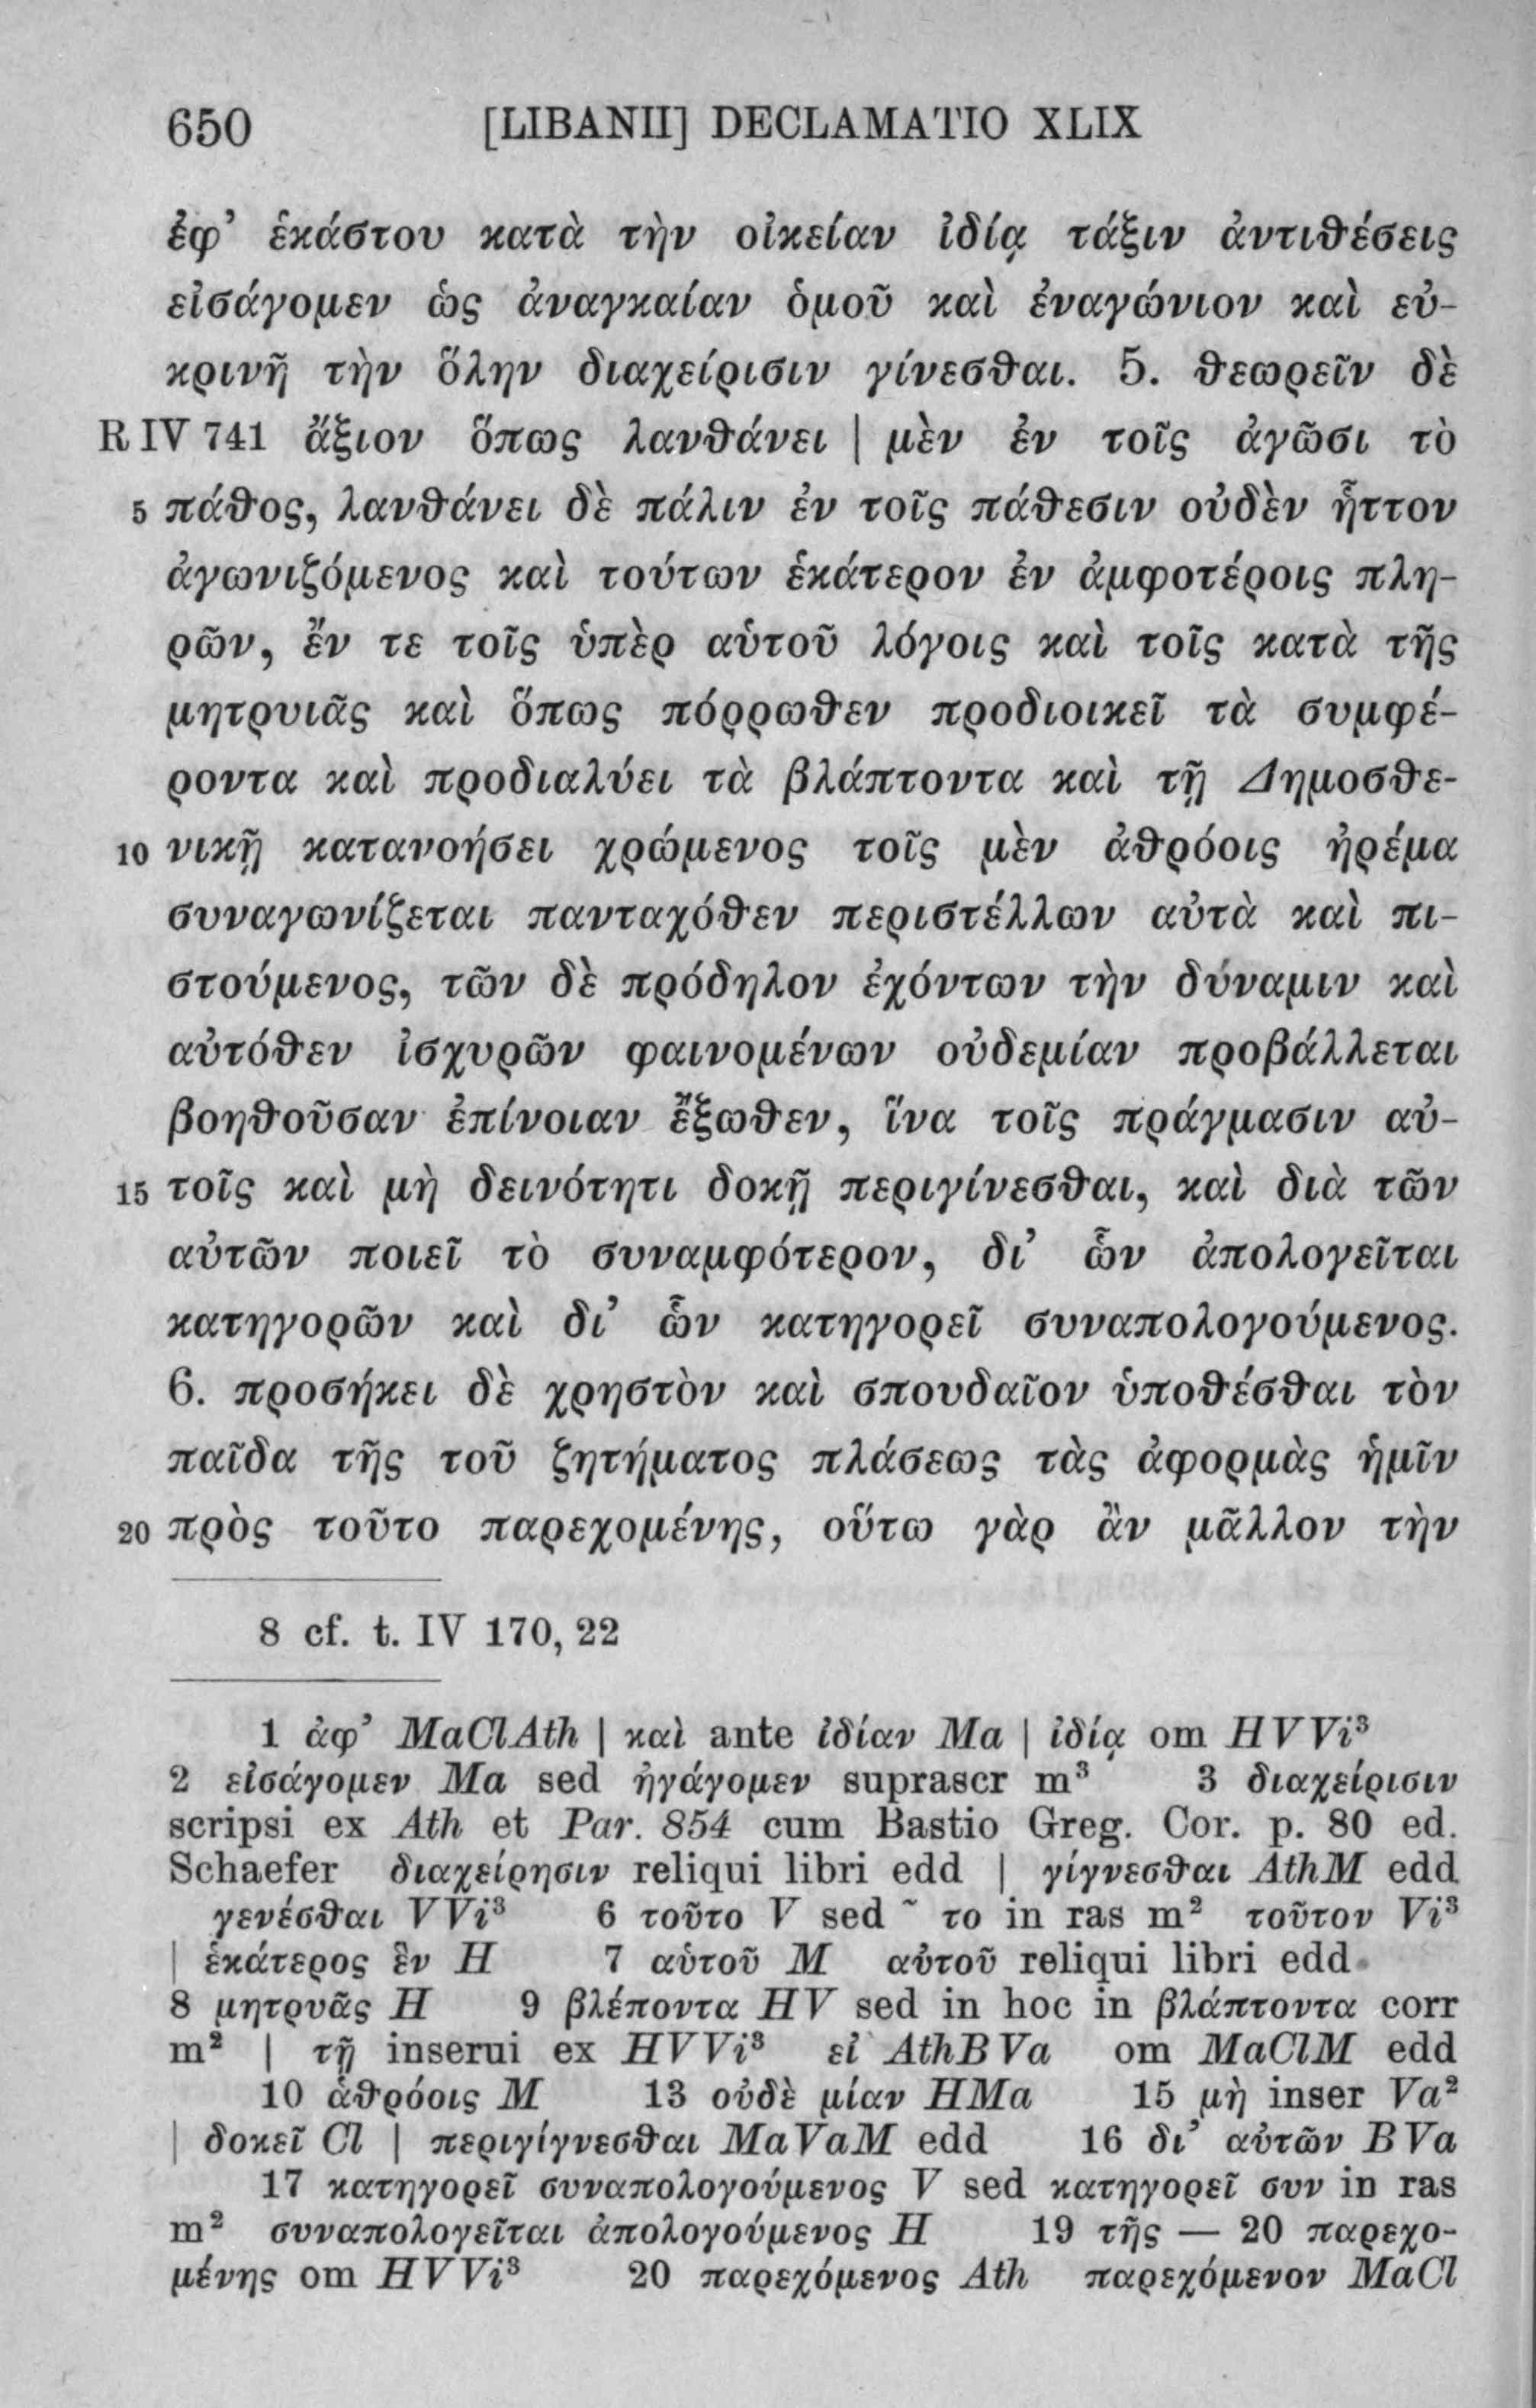 650 [LIBANII] DECLAMATIO XLIX
ἐφ’ ἑκάστου κατὰ τὴν οἰκείαν ἰδίᾳ τάξιν ἀντιθέσεις
εἰσάγομεν ὡς ἀναγκαίαν ὁμοῦ καὶ ἐναγώνιον καὶ εὐ-
κρινῆ τὴν ὅλην διαχείρισιν γίνεσθαι. 5. θεωρεῖν δὲ
R IV 741 ἄξιον ὅπως λανθάνει | μὲν ἐν τοῖς ἀγῶσι τὸ
5 πάθος, λανθάνει δὲ πάλιν ἐν τοῖς πάθεσιν οὐδὲν ἧττον
ἀγωνιζόμενος καὶ τούτων ἑκάτερον ἐν ἀμφοτέροις πλη-
ρῶν, ἔν τε τοῖς ὑπὲρ αὑτοῦ λόγοις καὶ τοῖς κατὰ τῆς
μητρυιᾶς καὶ ὅπως πόρρωθεν προδιοικεῖ τὰ συμφέ-
ροντα καὶ προδιαλύει τὰ βλάπτοντα καὶ τῇ Δημοσθε-
10 νικῇ κατανοήσει χρώμενος τοῖς μὲν ἀθρόοις ἠρέμα
συναγωνίζεται πανταχόθεν περιστέλλων αὐτὰ καὶ πι-
στούμενος, τῶν δὲ πρόδηλον ἐχόντων τὴν δύναμιν καὶ
αὐτόθεν ἰσχυρῶν φαινομένων οὐδεμίαν προβάλλεται
βοηθοῦσαν ἐπίνοιαν ἔξωθεν, ἵνα τοῖς πράγμασιν αὐ-
15 τοῖς καὶ μὴ δεινότητι δοκῇ περιγίνεσθαι, καὶ διὰ τῶν
αὐτῶν ποιεῖ τὸ συναμφότερον, δι’ ὧν ἀπολογεῖται
κατηγορῶν καὶ δι’ ὧν κατηγορεῖ συναπολογούμενος.
6. προσήκει δὲ χρηστὸν καὶ σπουδαῖον ὑποθέσθαι τὸν
παῖδα τῆς τοῦ ζητήματος πλάσεως τὰς ἀφορμὰς ἡμῖν
20 πρὸς τοῦτο παρεχομένης, οὕτω γὰρ ἂν μᾶλλον τὴν
8 cf. t. IV 170, 22
1 ἀφ’ MaClAth | καὶ ante ἰδίαν Ma | ἰδίᾳ om HVVi³
2 εἰσάγομεν Ma sed ἠγάγομεν suprascr m³ 3 διαχείρισιν
scripsi ex Ath et Par. 854 cum Bastio Greg. Cor. p. 80 ed.
Schaefer διαχείρησιν reliqui libri edd | γίγνεσθαι AthM edd
γενέσθαι VVi³ 6 τοῦτο V sed ῀ το in ras m² τοῦτον Vi³
| ἑκάτερος ἓν H 7 αὑτοῦ M αὐτοῦ reliqui libri edd
8 μητρυᾶς H 9 βλέποντα HV sed in hoc in βλάπτοντα corr
m² | τῇ inserui ex HVVi³ εἰ AthBVa om MaClM edd
10 ἁθρόοις M 13 οὐδὲ μίαν HMa 15 μὴ inser Va²
| δοκεῖ Cl | περιγίγνεσθαι MaVaM edd 16 δι’ αὐτῶν BVa
17 κατηγορεῖ συναπολογούμενος V sed κατηγορεῖ συν in ras
m² συναπολογεῖται ἀπολογούμενος H 19 τῆς — 20 παρεχο-
μένης om HVVi³ 20 παρεχόμενος Ath παρεχόμενον MaCl